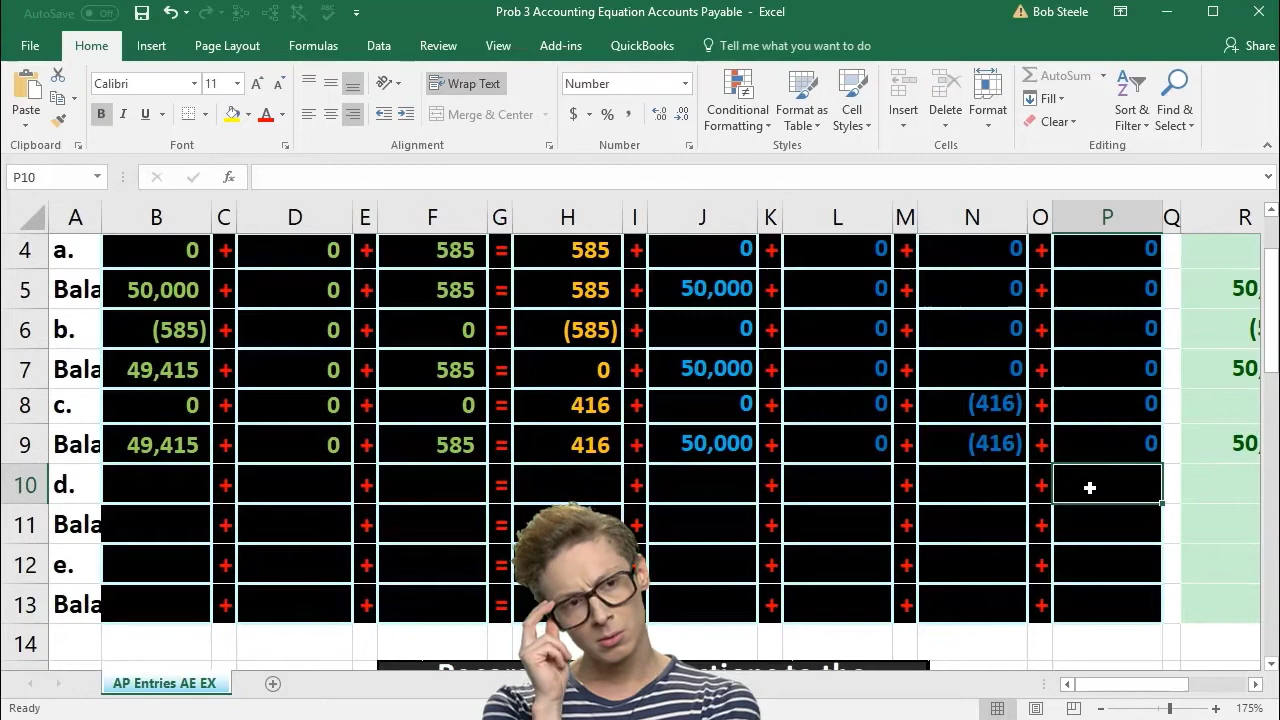 AutoSave Off Prob 3 Accounting Equation Accounts Payable - Excel Bob Steele
File Home Insert Page Layout Formulas Data Review View Add-ins QuickBooks Tell me what you want to do Share
Paste Calibri 11 Wrap Text Number Conditional Formatting Format as Table Cell Styles Insert Delete Format AutoSum Sort & Filter Find & Select
B I U A Merge & Center $ % , Fill
Clear
Clipboard Font Alignment Number Styles Cells Editing
P10 fx
A B C D E F G H I J K L M N O P Q R
4 a. 0 + 0 + 585 = 585 + 0 + 0 + 0 + 0
5 Bala 50,000 + 0 + 585 = 585 + 50,000 + 0 + 0 + 0 50,
6 b. (585) + 0 + 0 = (585) + 0 + 0 + 0 + 0
7 Bala 49,415 + 0 + 585 = 0 + 50,000 + 0 + 0 + 0 50,
8 c. 0 + 0 + 0 = 416 + 0 + 0 + (416) + 0
9 Bala 49,415 + 0 + 585 = 416 + 50,000 + 0 + (416) + 0 50,
10 d. + + = + + + +
11 Bala + + = + + + +
12 e. + + = + + + +
13 Bala + + = + + + +
14
AP Entries AE EX
Ready 175%